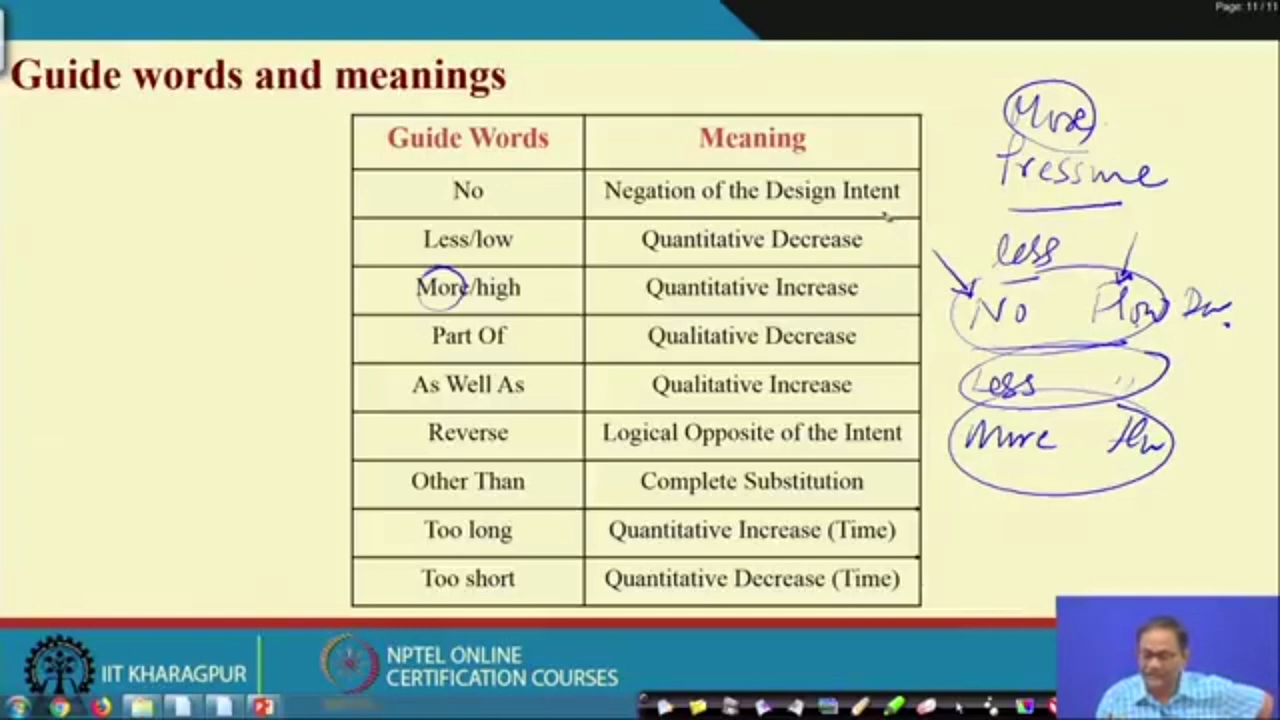 Page: 11 / 11
Guide words and meanings
Guide Words Meaning
No Negation of the Design Intent
Less/low Quantitative Decrease
More/high Quantitative Increase
Part Of Qualitative Decrease
As Well As Qualitative Increase
Reverse Logical Opposite of the Intent
Other Than Complete Substitution
Too long Quantitative Increase (Time)
Too short Quantitative Decrease (Time)
More
Pressure
less
No Flow
Less "
More Flow
IIT KHARAGPUR
NPTEL ONLINE
CERTIFICATION COURSES